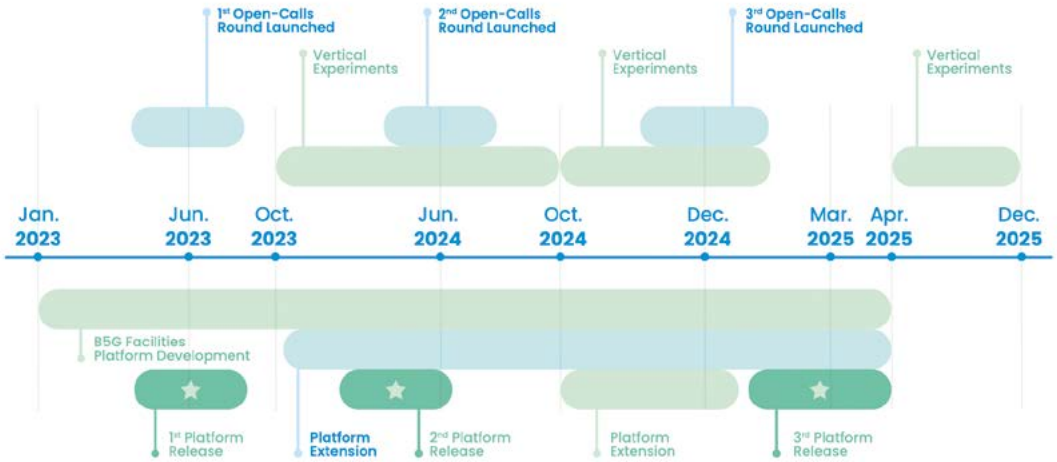 1st Open-Calls
Round Launched
2nd Open-Calls
Round Launched
3rd Open-Calls
Round Launched
Vertical
Experiments
Vertical
Experiments
Vertical
Experiments
Jan.
2023
Jun.
2023
Oct.
2023
Jun.
2024
Oct.
2024
Dec.
2024
Mar.
2025
Apr.
2025
Dec.
2025
B5G Facilities
Platform Development
1st Platform
Release
Platform
Extension
2nd Platform
Release
Platform
Extension
3rd Platform
Release